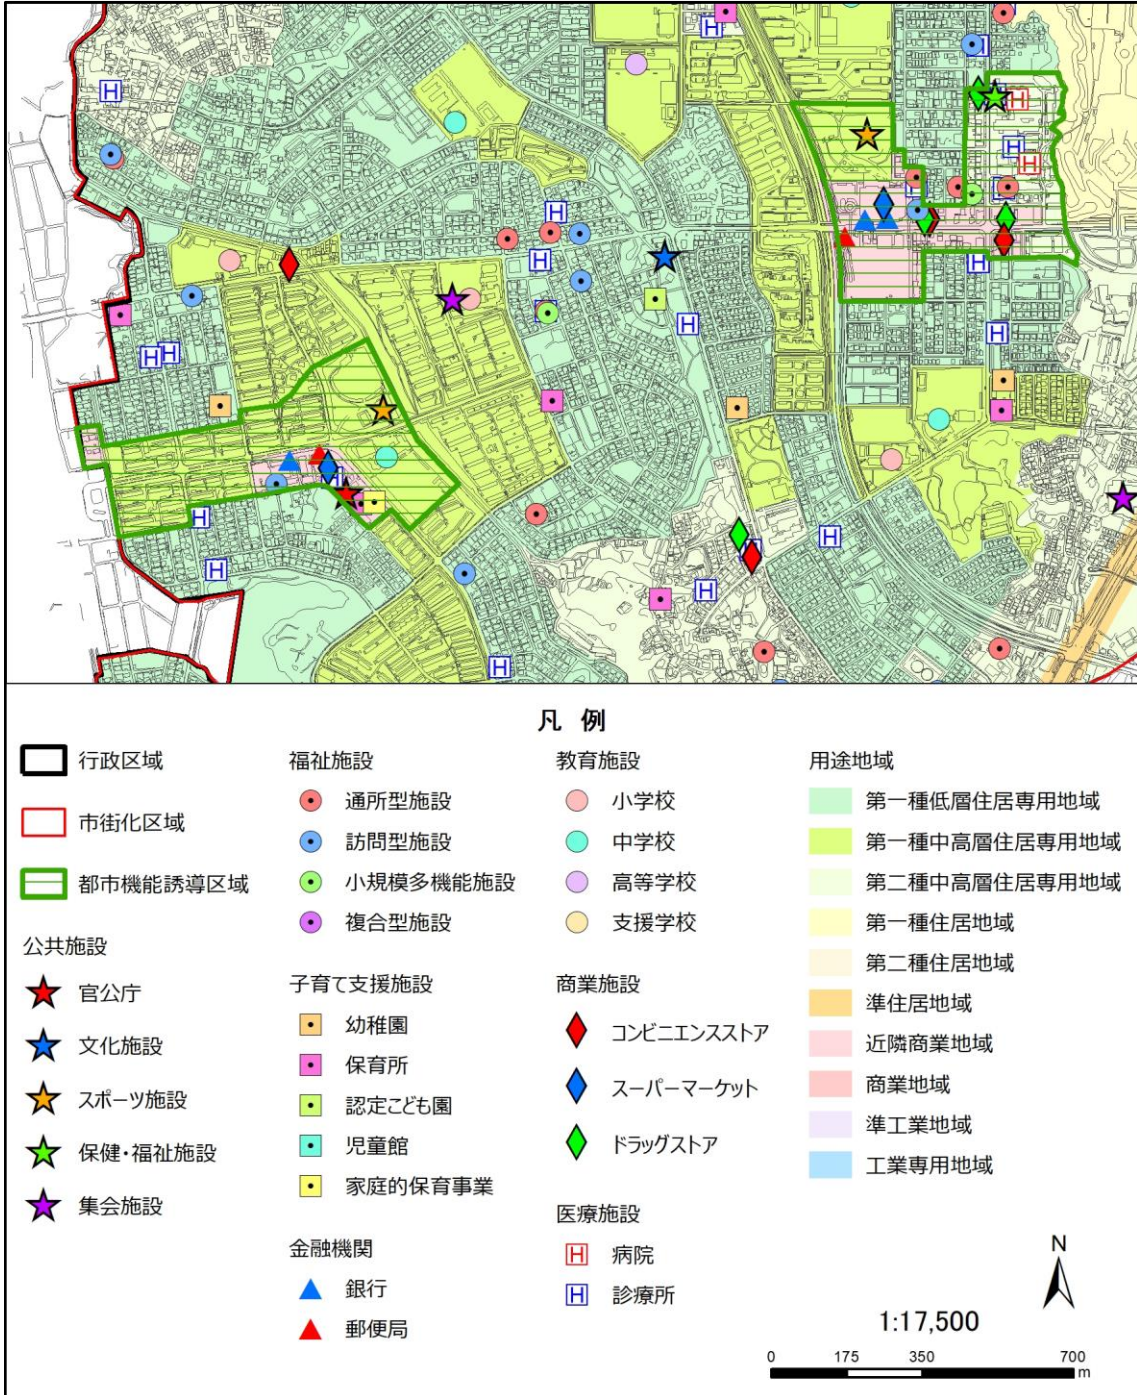 凡 例
行政区域
市街化区域
都市機能誘導区域
公共施設
官公庁
文化施設
スポーツ施設
保健・福祉施設
集会施設
福祉施設
通所型施設
訪問型施設
小規模多機能施設
複合型施設
子育て支援施設
幼稚園
保育所
認定こども園
児童館
家庭的保育事業
金融機関
銀行
郵便局
教育施設
小学校
中学校
高等学校
支援学校
商業施設
コンビニエンスストア
スーパーマーケット
ドラッグストア
医療施設
H 病院
H 診療所
用途地域
第一種低層住居専用地域
第一種中高層住居専用地域
第二種中高層住居専用地域
第一種住居地域
第二種住居地域
準住居地域
近隣商業地域
商業地域
準工業地域
工業専用地域
N
1:17,500
0 175 350 700
m